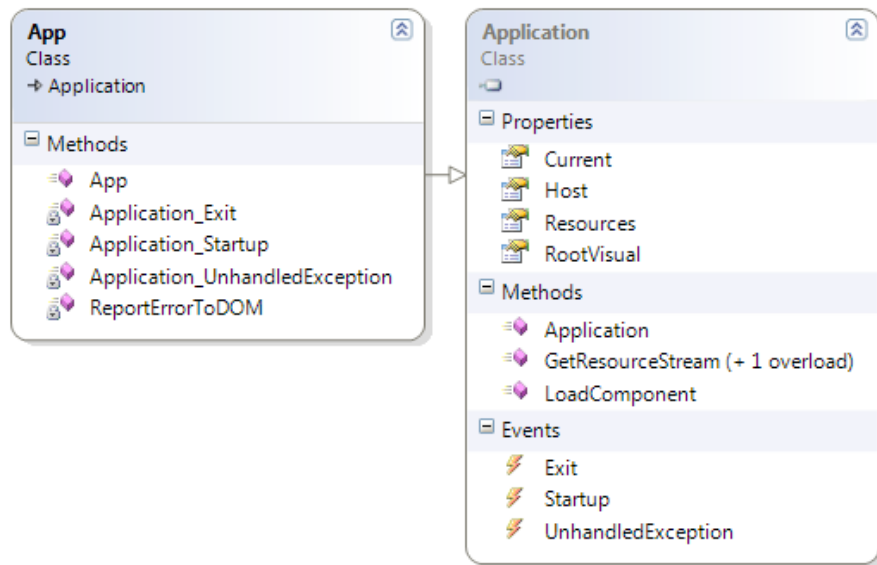 App
Class
Application
Methods
App
Application_Exit
Application_Startup
Application_UnhandledException
ReportErrorToDOM
Application
Class
Properties
Current
Host
Resources
RootVisual
Methods
Application
GetResourceStream (+ 1 overload)
LoadComponent
Events
Exit
Startup
UnhandledException